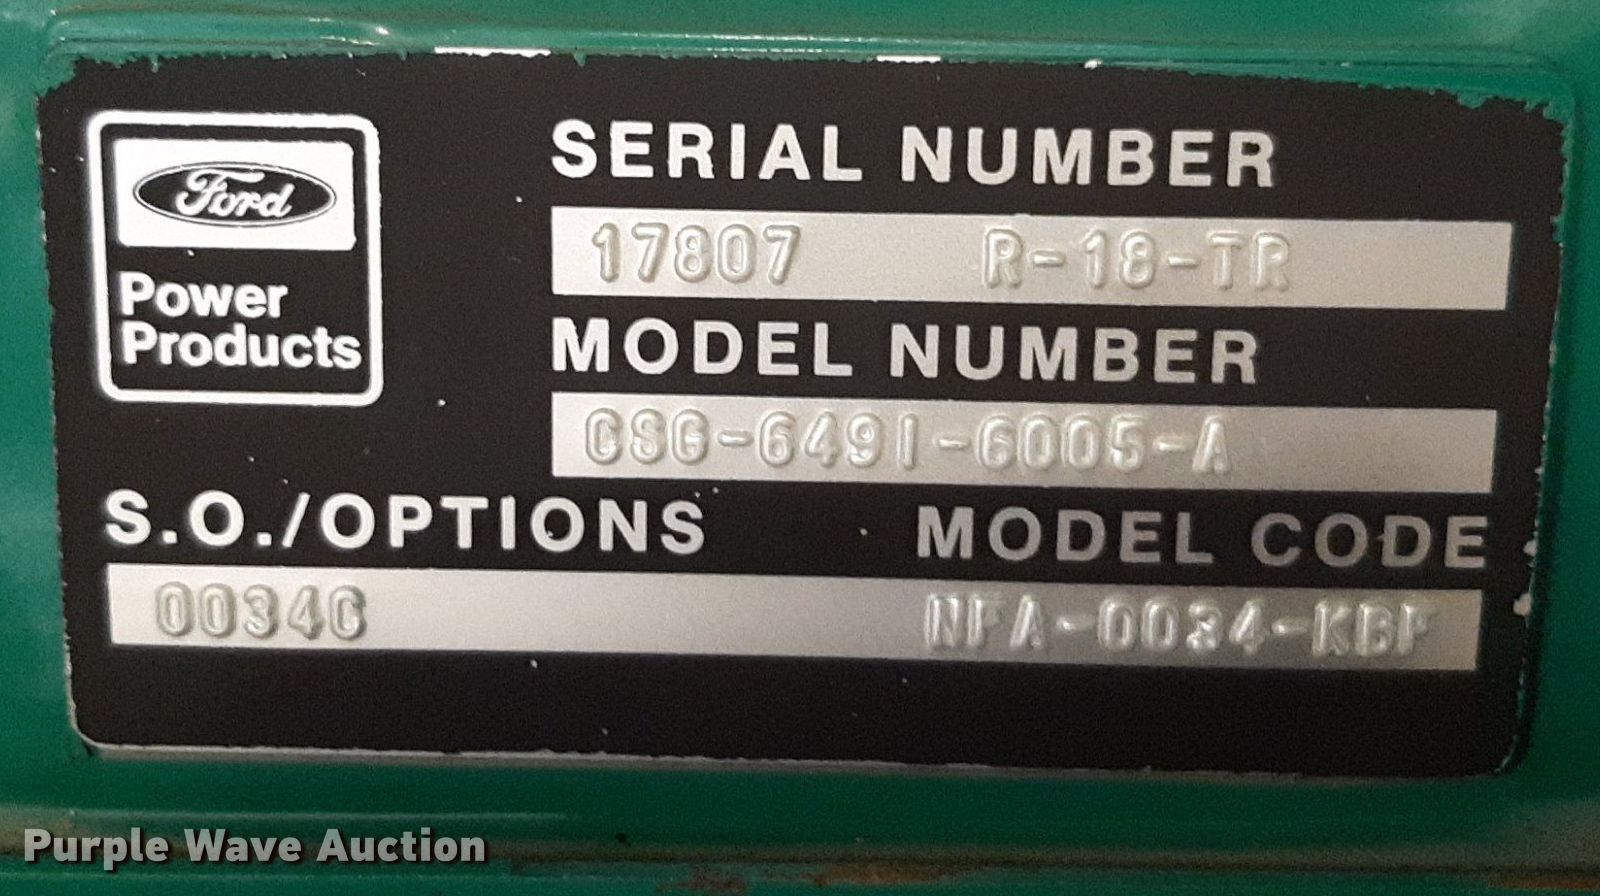 Ford
Power
Products
SERIAL NUMBER
17807 R-18-TR
MODEL NUMBER
CSG-649I-6005-A
S.O./OPTIONS
0034C
MODEL CODE
NFA-0034-KBF
Purple Wave Auction